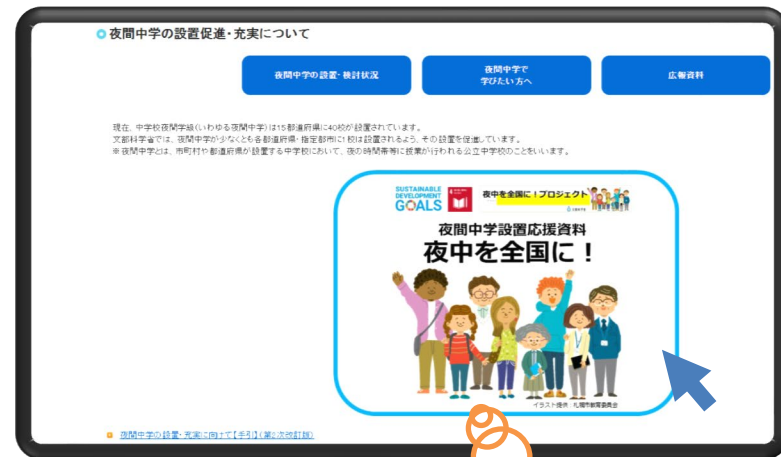 夜間中学の設置促進・充実について
夜間中学の設置・検討状況
夜間中学で
学びたい方へ
広報資料
現在、中学校夜間学級(いわゆる夜間中学)は15都道府県に40校が設置されています。
文部科学省では、夜間中学が少なくとも各都道府県・指定都市に1校は設置されるよう、その設置を促進しています。
※夜間中学とは、市町村や都道府県が設置する中学校において、夜の時間帯等に授業が行われる公立中学校のことをいいます。
SUSTAINABLE
DEVELOPMENT
GOALS
夜中を全国に!プロジェクト
夜間中学設置応援資料
夜中を全国に!
イラスト提供:札幌市教育委員会
夜間中学の設置・充実に向けて【手引】(第2次改訂版)